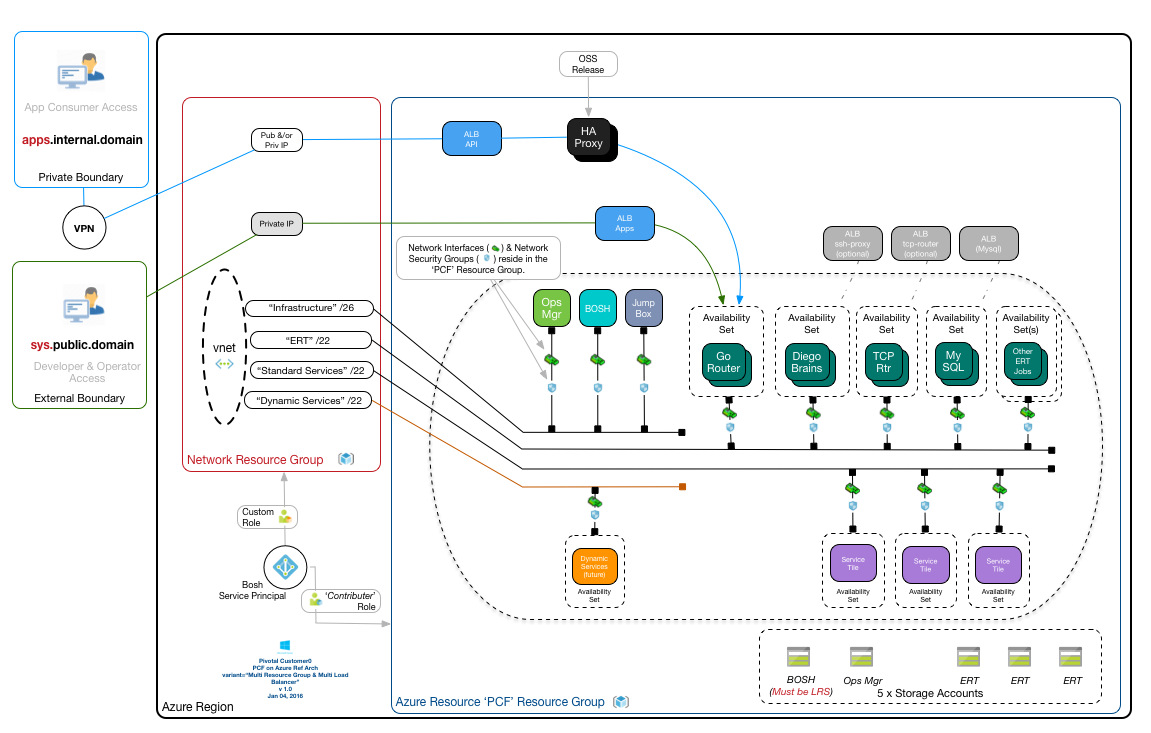 App Consumer Access
apps.internal.domain
Private Boundary
VPN
sys.public.domain
Developer & Operator
Access
External Boundary
OSS
Release
Pub &/or
Priv IP
ALB
API
HA
Proxy
Private IP
ALB
Apps
Network Interfaces ( ) & Network
Security Groups ( ) reside in the
'PCF' Resource Group.
ALB
ssh-proxy
(optional)
ALB
tcp-router
(optional)
ALB
(Mysql)
vnet
"Infrastructure" /26
"ERT" /22
"Standard Services" /22
"Dynamic Services" /22
Network Resource Group
Ops
Mgr
BOSH
Jump
Box
Availability
Set
Go
Router
Availability
Set
Diego
Brains
Availability
Set
TCP
Rtr
Availability
Set
My
SQL
Availability
Set(s)
Other
ERT
Jobs
Custom
Role
Bosh
Service Principal
'Contributer'
Role
Dynamic
Services
(future)
Availability
Set
Service
Tile
Availability
Set
Service
Tile
Availability
Set
Service
Tile
Availability
Set
Pivotal Customer0
PCF on Azure Ref Arch
variant="Multi Resource Group & Multi Load
Balancer"
v 1.0
Jan 04, 2016
BOSH
(Must be LRS)
Ops Mgr
ERT
ERT
ERT
5 x Storage Accounts
Azure Region
Azure Resource 'PCF' Resource Group